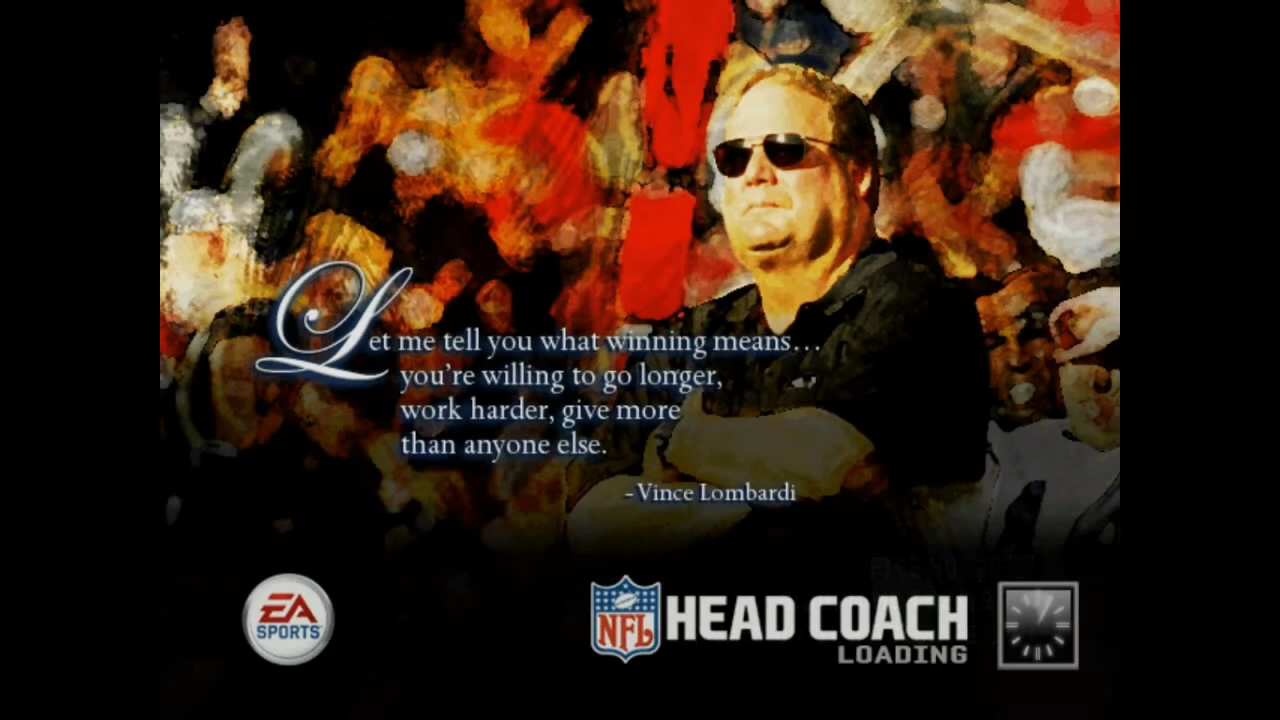 Let me tell you what winning means...
you're willing to go longer,
work harder, give more
than anyone else.
-Vince Lombardi
EA
SPORTS
NFL HEAD COACH
LOADING